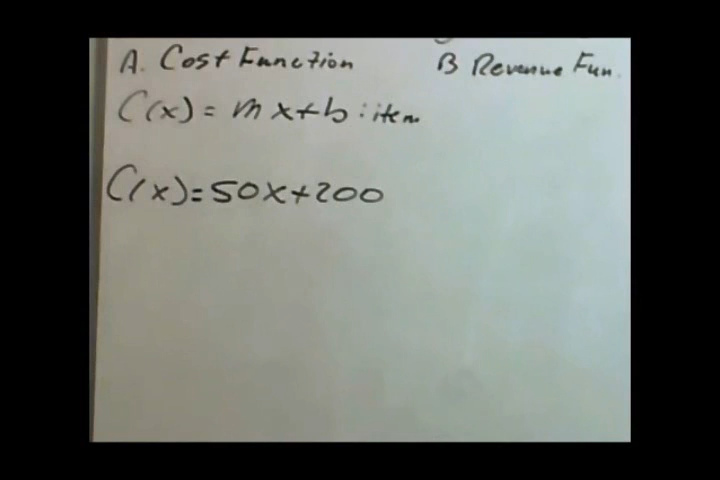 A. Cost Function
B Revenue Fun.
C(x) = mx+b : item
C(x)=50x+200